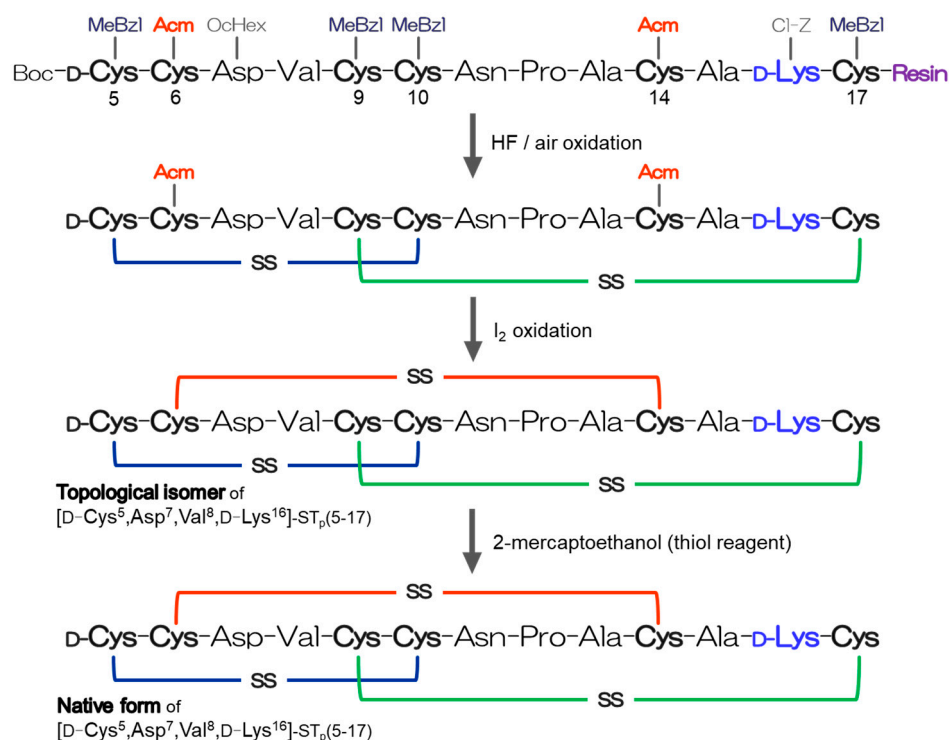 MeBzl Acm OcHex MeBzl MeBzl Acm Cl-Z MeBzl
Boc-D-Cys-Cys-Asp-Val-Cys-Cys-Asn-Pro-Ala-Cys-Ala-D-Lys-Cys-Resin
5 6 9 10 14 17
HF / air oxidation
Acm Acm
D-Cys-Cys-Asp-Val-Cys-Cys-Asn-Pro-Ala-Cys-Ala-D-Lys-Cys
SS
SS
I₂ oxidation
SS
D-Cys-Cys-Asp-Val-Cys-Cys-Asn-Pro-Ala-Cys-Ala-D-Lys-Cys
SS
SS
Topological isomer of
[D-Cys⁵,Asp⁷,Val⁸,D-Lys¹⁶]-STₚ(5-17)
2-mercaptoethanol (thiol reagent)
SS
D-Cys-Cys-Asp-Val-Cys-Cys-Asn-Pro-Ala-Cys-Ala-D-Lys-Cys
SS
SS
Native form of
[D-Cys⁵,Asp⁷,Val⁸,D-Lys¹⁶]-STₚ(5-17)